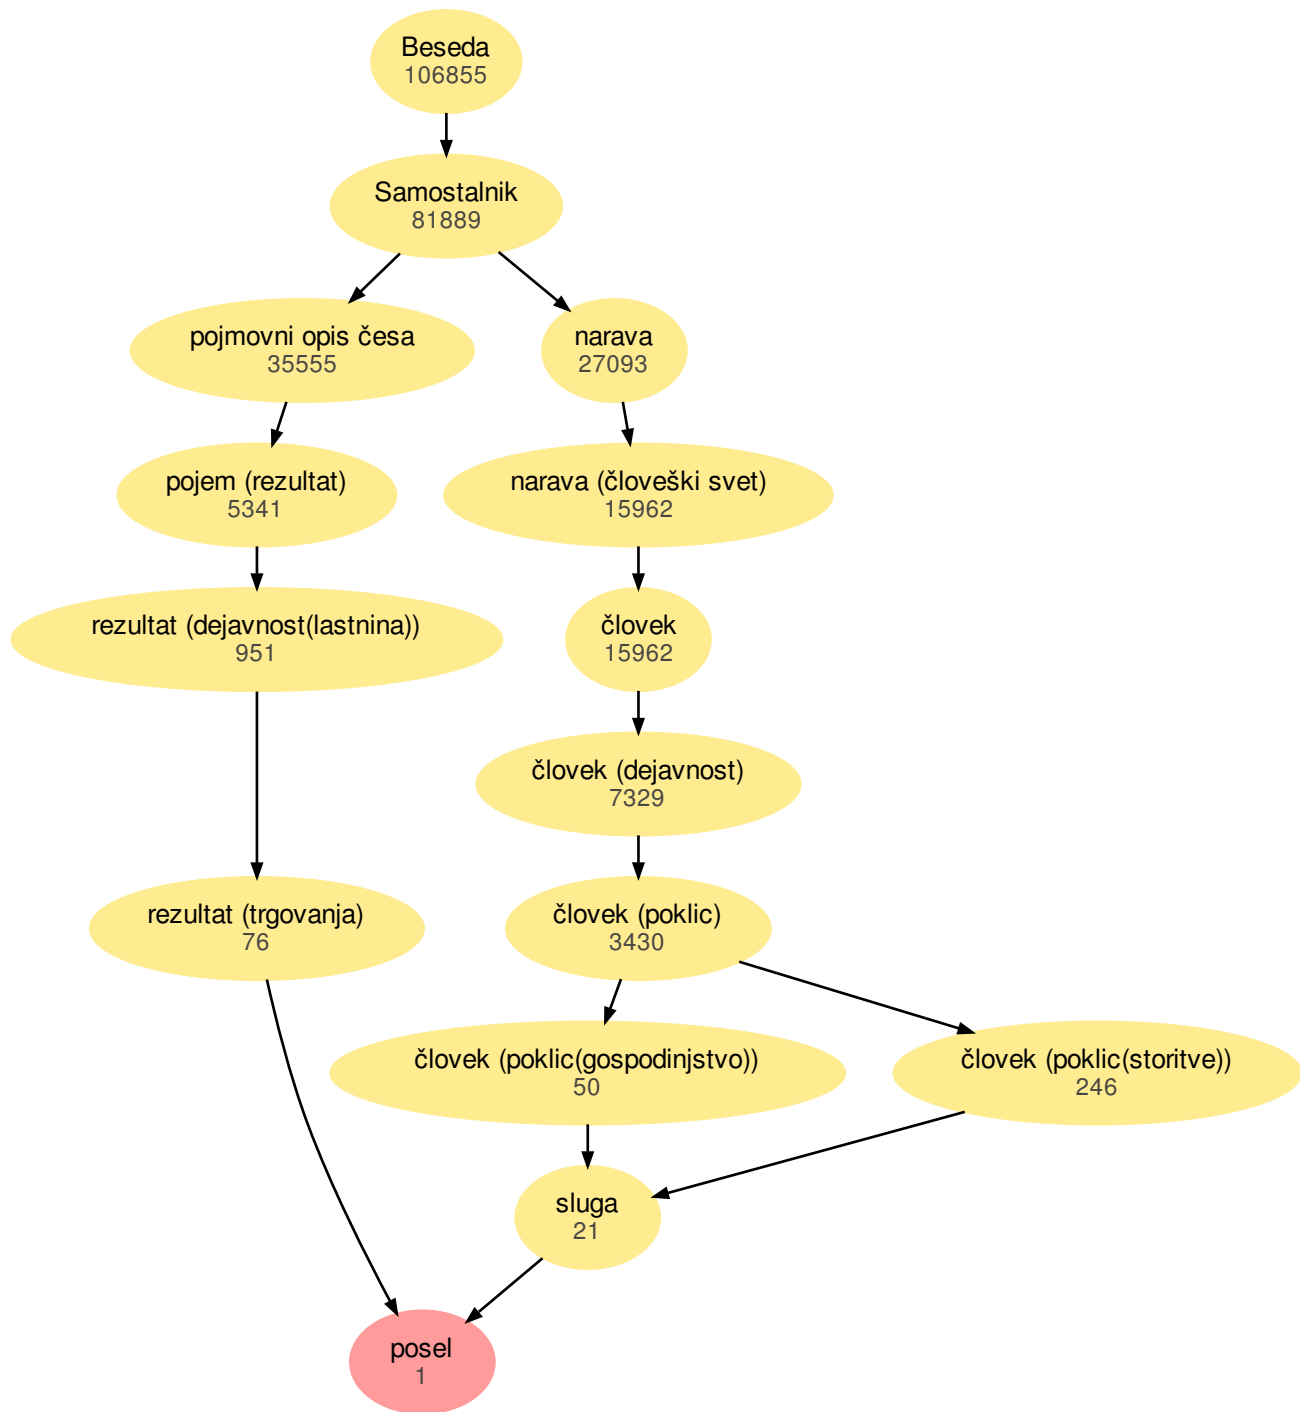 Beseda
106855
Samostalnik
81889
pojmovni opis česa
35555
narava
27093
pojem (rezultat)
5341
narava (človeški svet)
15962
rezultat (dejavnost(lastnina))
951
človek
15962
človek (dejavnost)
7329
rezultat (trgovanja)
76
človek (poklic)
3430
človek (poklic(gospodinjstvo))
50
človek (poklic(storitve))
246
sluga
21
posel
1